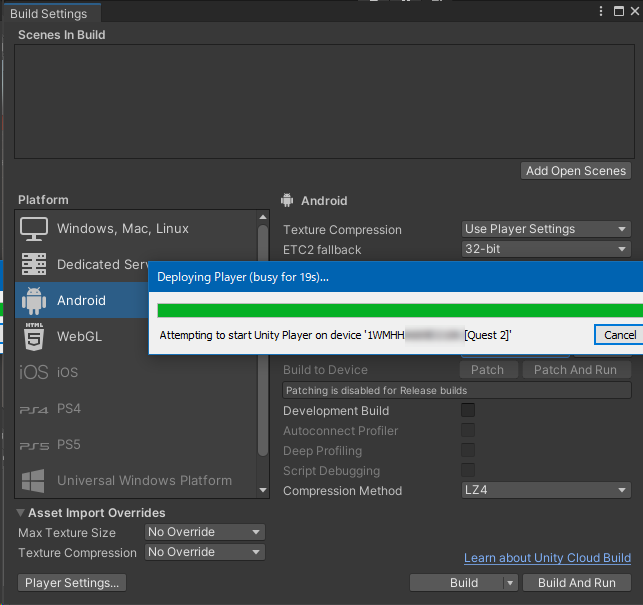 Build Settings
Scenes In Build
Add Open Scenes
Platform
Windows, Mac, Linux
Dedicated Serv
Android
HTML
WebGL
iOS iOS
PS4 PS4
PS5 PS5
Universal Windows Platform
Android
Texture Compression Use Player Settings
ETC2 fallback 32-bit
Deploying Player (busy for 19s)...
Attempting to start Unity Player on device '1WMHH [Quest 2]'
Cancel
Build to Device Patch Patch And Run
Patching is disabled for Release builds
Development Build
Autoconnect Profiler
Deep Profiling
Script Debugging
Compression Method LZ4
Asset Import Overrides
Max Texture Size No Override
Texture Compression No Override
Learn about Unity Cloud Build
Player Settings... Build Build And Run